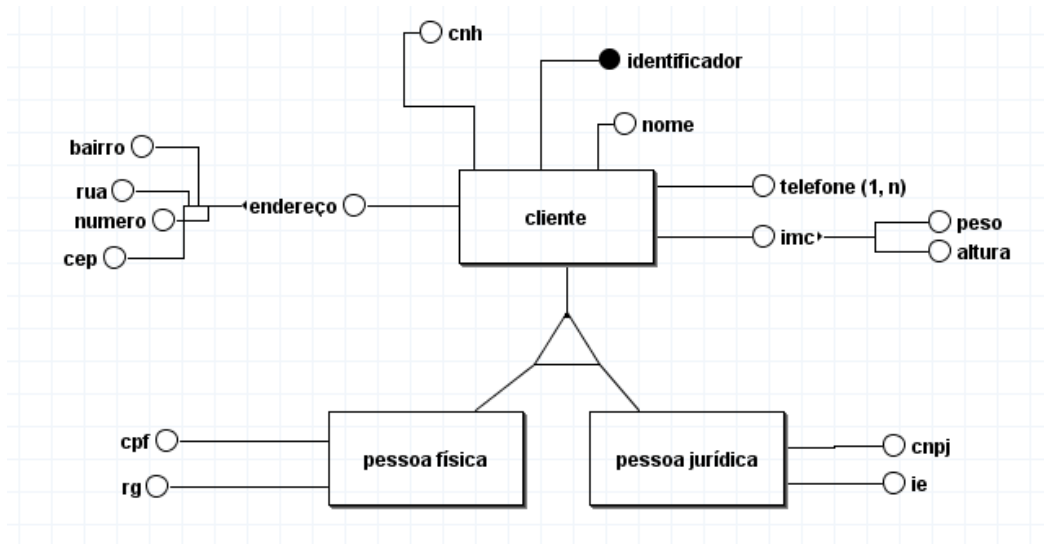 cnh
identificador
nome
bairro
rua
numero
cep
endereço
cliente
telefone (1, n)
imc
peso
altura
cpf
rg
pessoa física
pessoa jurídica
cnpj
ie